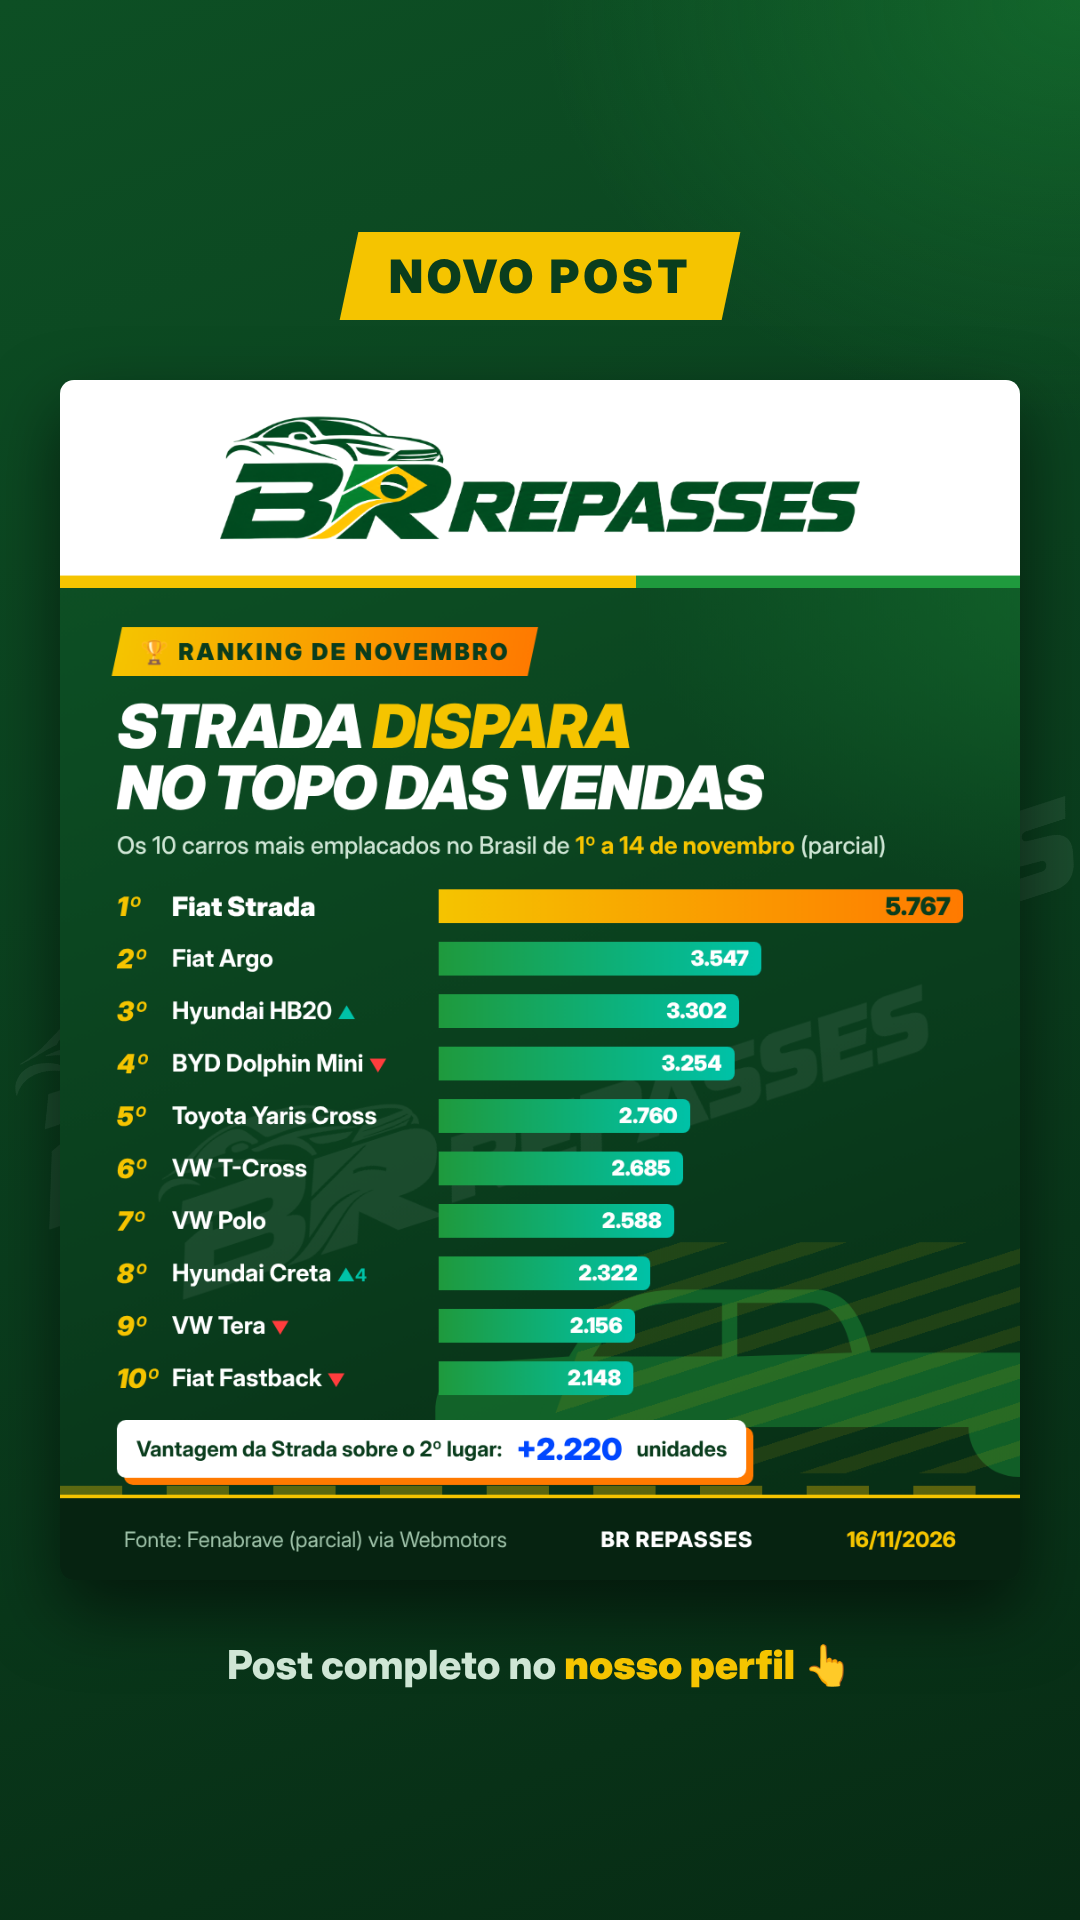 NOVO POST
BR REPASSES
🏆 RANKING DE NOVEMBRO
STRADA DISPARA
NO TOPO DAS VENDAS
Os 10 carros mais emplacados no Brasil de 1º a 14 de novembro (parcial)
1º Fiat Strada 5.767
2º Fiat Argo 3.547
3º Hyundai HB20 ▲ 3.302
4º BYD Dolphin Mini ▼ 3.254
5º Toyota Yaris Cross 2.760
6º VW T-Cross 2.685
7º VW Polo 2.588
8º Hyundai Creta ▲4 2.322
9º VW Tera ▼ 2.156
10º Fiat Fastback ▼ 2.148
BR REPASSES
Vantagem da Strada sobre o 2º lugar: +2.220 unidades
Fonte: Fenabrave (parcial) via Webmotors BR REPASSES 16/11/2026
Post completo no nosso perfil 👆